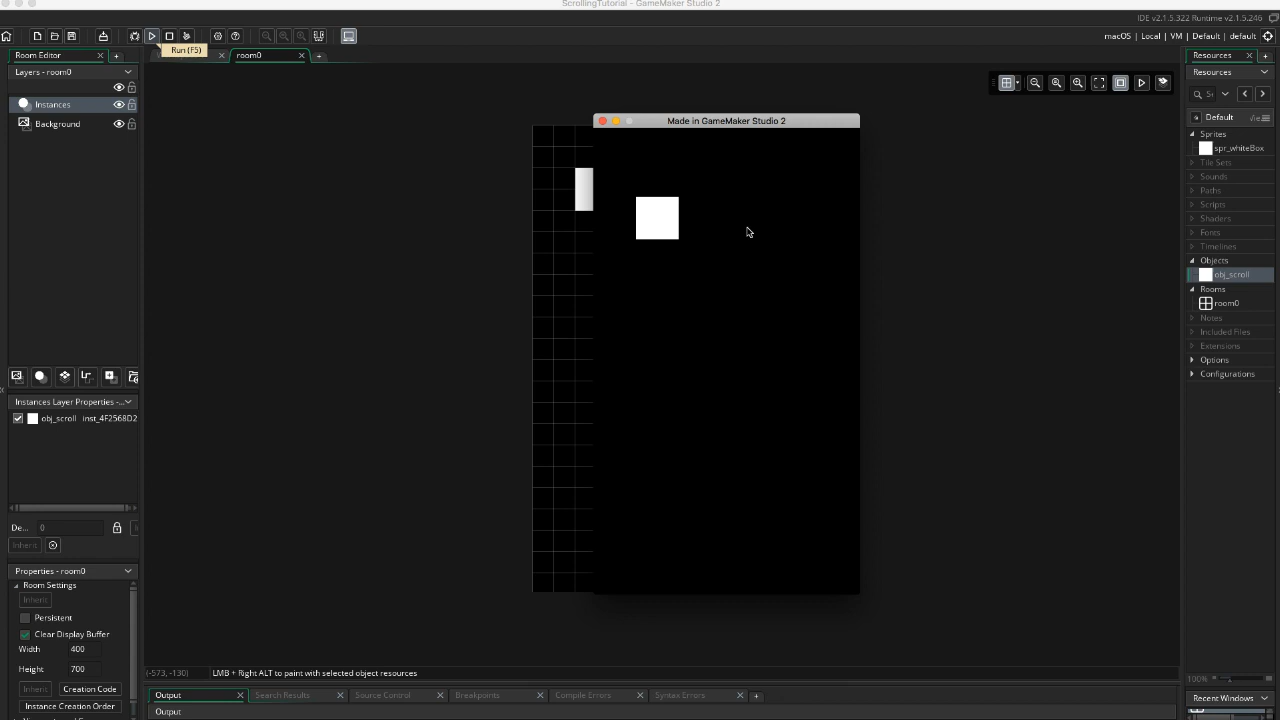 ScrollingTutorial - GameMaker Studio 2
IDE v2.1.5.322 Runtime v2.1.5.246
macOS | Local | VM | Default | default
Run (F5)
Room Editor
room0
Resources
Layers - room0
Resources
Instances
Background
Made in GameMaker Studio 2
Default
Sprites
spr_whiteBox
Tile Sets
Sounds
Paths
Scripts
Shaders
Fonts
Timelines
Objects
obj_scroll
Rooms
room0
Notes
Included Files
Extensions
Options
Configurations
Instances Layer Properties -...
obj_scroll inst_4F2568D2
De... 0
Inherit
Properties - room0
Room Settings
Inherit
Persistent
Clear Display Buffer
Width 400
Height 700
Inherit
Creation Code
Instance Creation Order
(-573, -130) LMB + Right ALT to paint with selected object resources
100%
Output
Search Results
Source Control
Breakpoints
Compile Errors
Syntax Errors
Recent Windows
Output